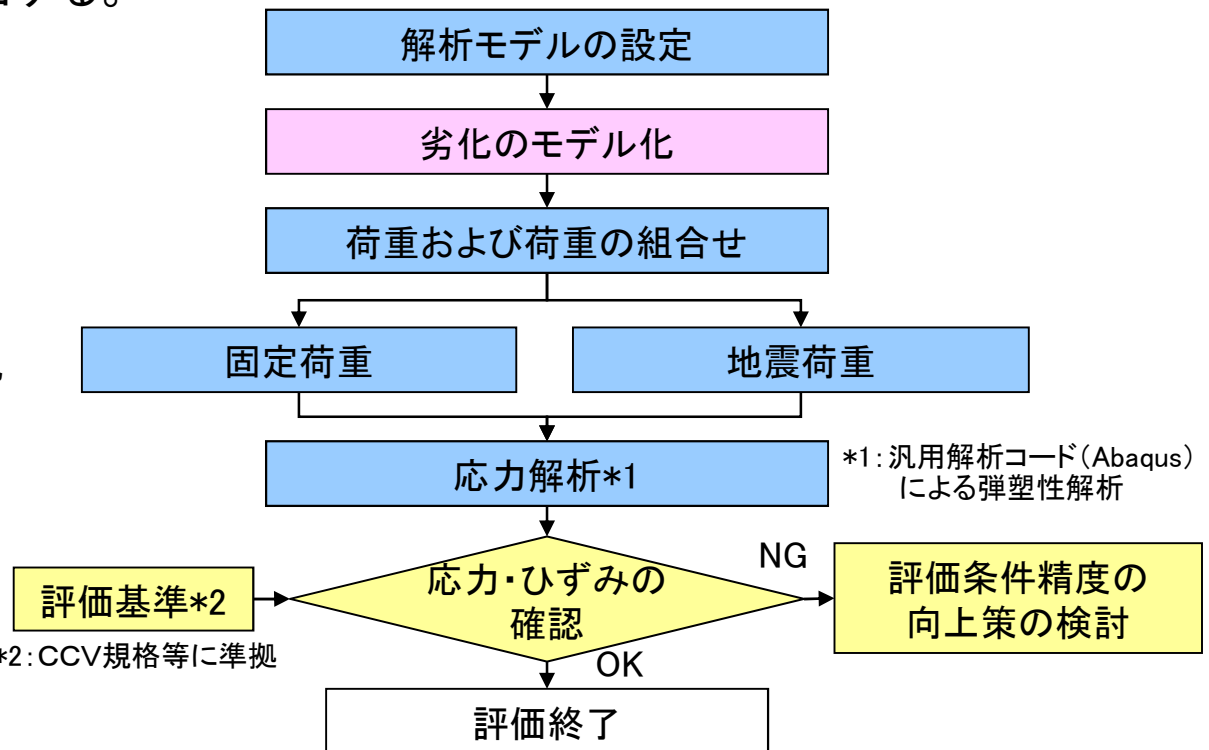 する。
解析モデルの設定
劣化のモデル化
荷重および荷重の組合せ
固定荷重
地震荷重
応力解析*1
*1:汎用解析コード(Abaqus)
による弾塑性解析
応力・ひずみの
確認
NG
評価条件精度の
向上策の検討
評価基準*2
*2:CCV規格等に準拠
OK
評価終了